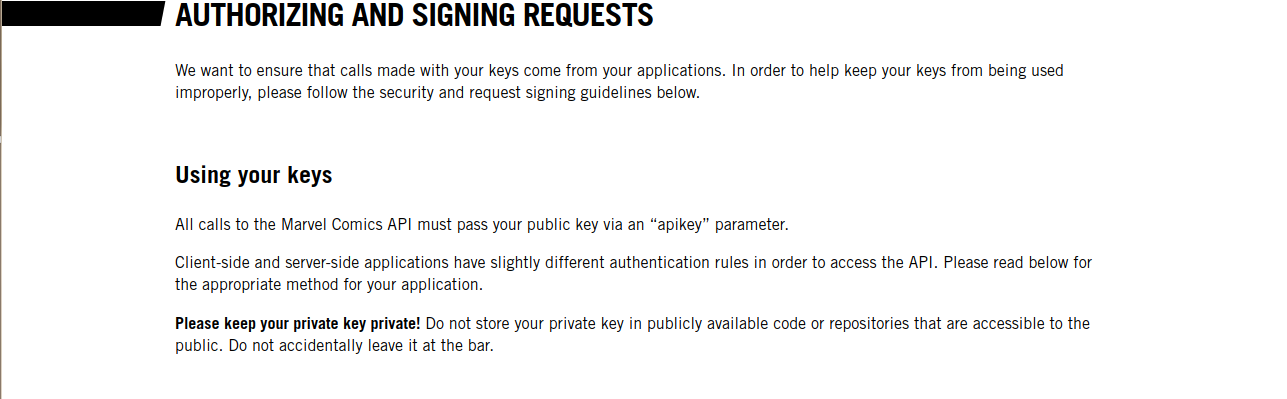 AUTHORIZING AND SIGNING REQUESTS
We want to ensure that calls made with your keys come from your applications. In order to help keep your keys from being used
improperly, please follow the security and request signing guidelines below.
Using your keys
All calls to the Marvel Comics API must pass your public key via an “apikey” parameter.
Client-side and server-side applications have slightly different authentication rules in order to access the API. Please read below for
the appropriate method for your application.
Please keep your private key private! Do not store your private key in publicly available code or repositories that are accessible to the
public. Do not accidentally leave it at the bar.